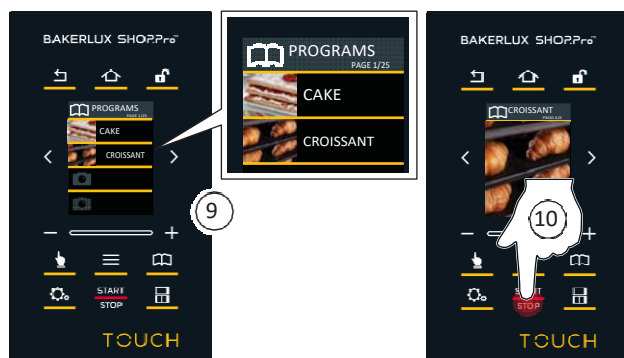 BAKERLUX SHOP.Pro™
PROGRAMS
PAGE 1/25
CAKE
CROISSANT
START
STOP
TOUCH
9
PROGRAMS
PAGE 1/25
CAKE
CROISSANT
BAKERLUX SHOP.Pro™
CROISSANT
10
START
STOP
TOUCH